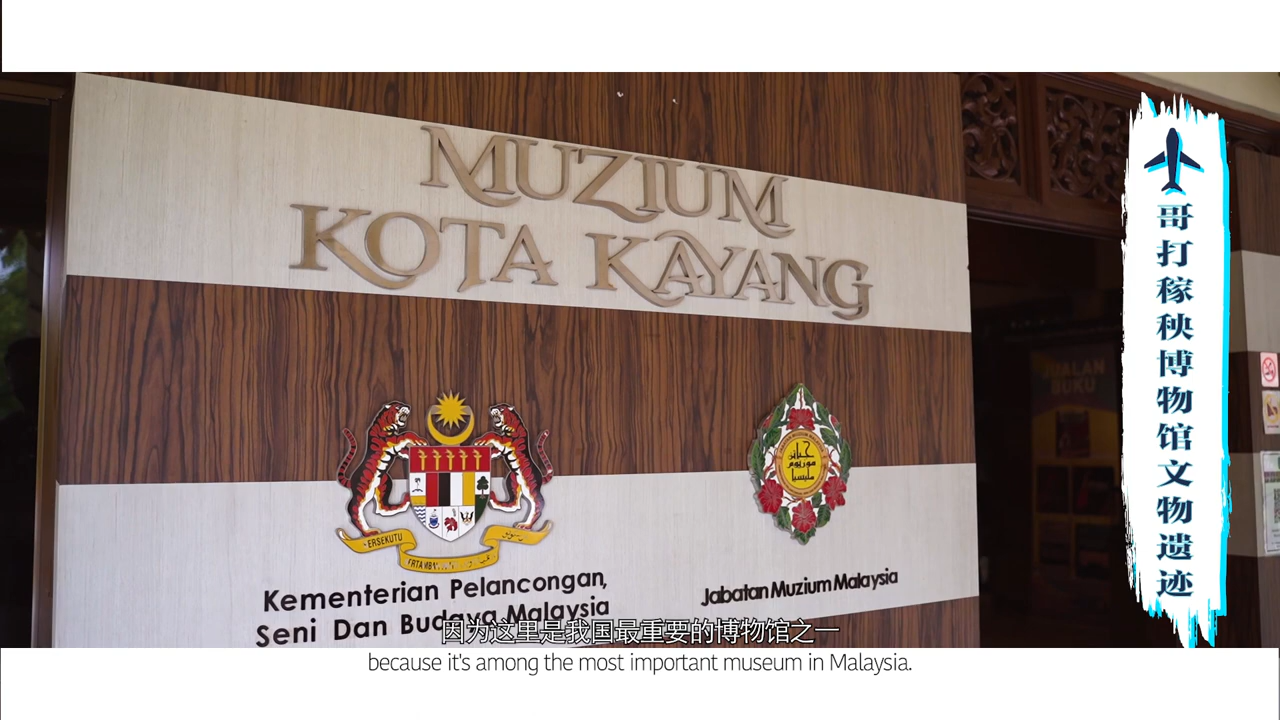 MUZIUM
KOTA KAYANG
哥打稼秧博物馆文物遗迹
JUALAN
BUKU
Kementerian Pelancongan,
Seni Dan Budaya Malaysia
Jabatan Muzium Malaysia
因为这里是我国最重要的博物馆之一
because it's among the most important museum in Malaysia.